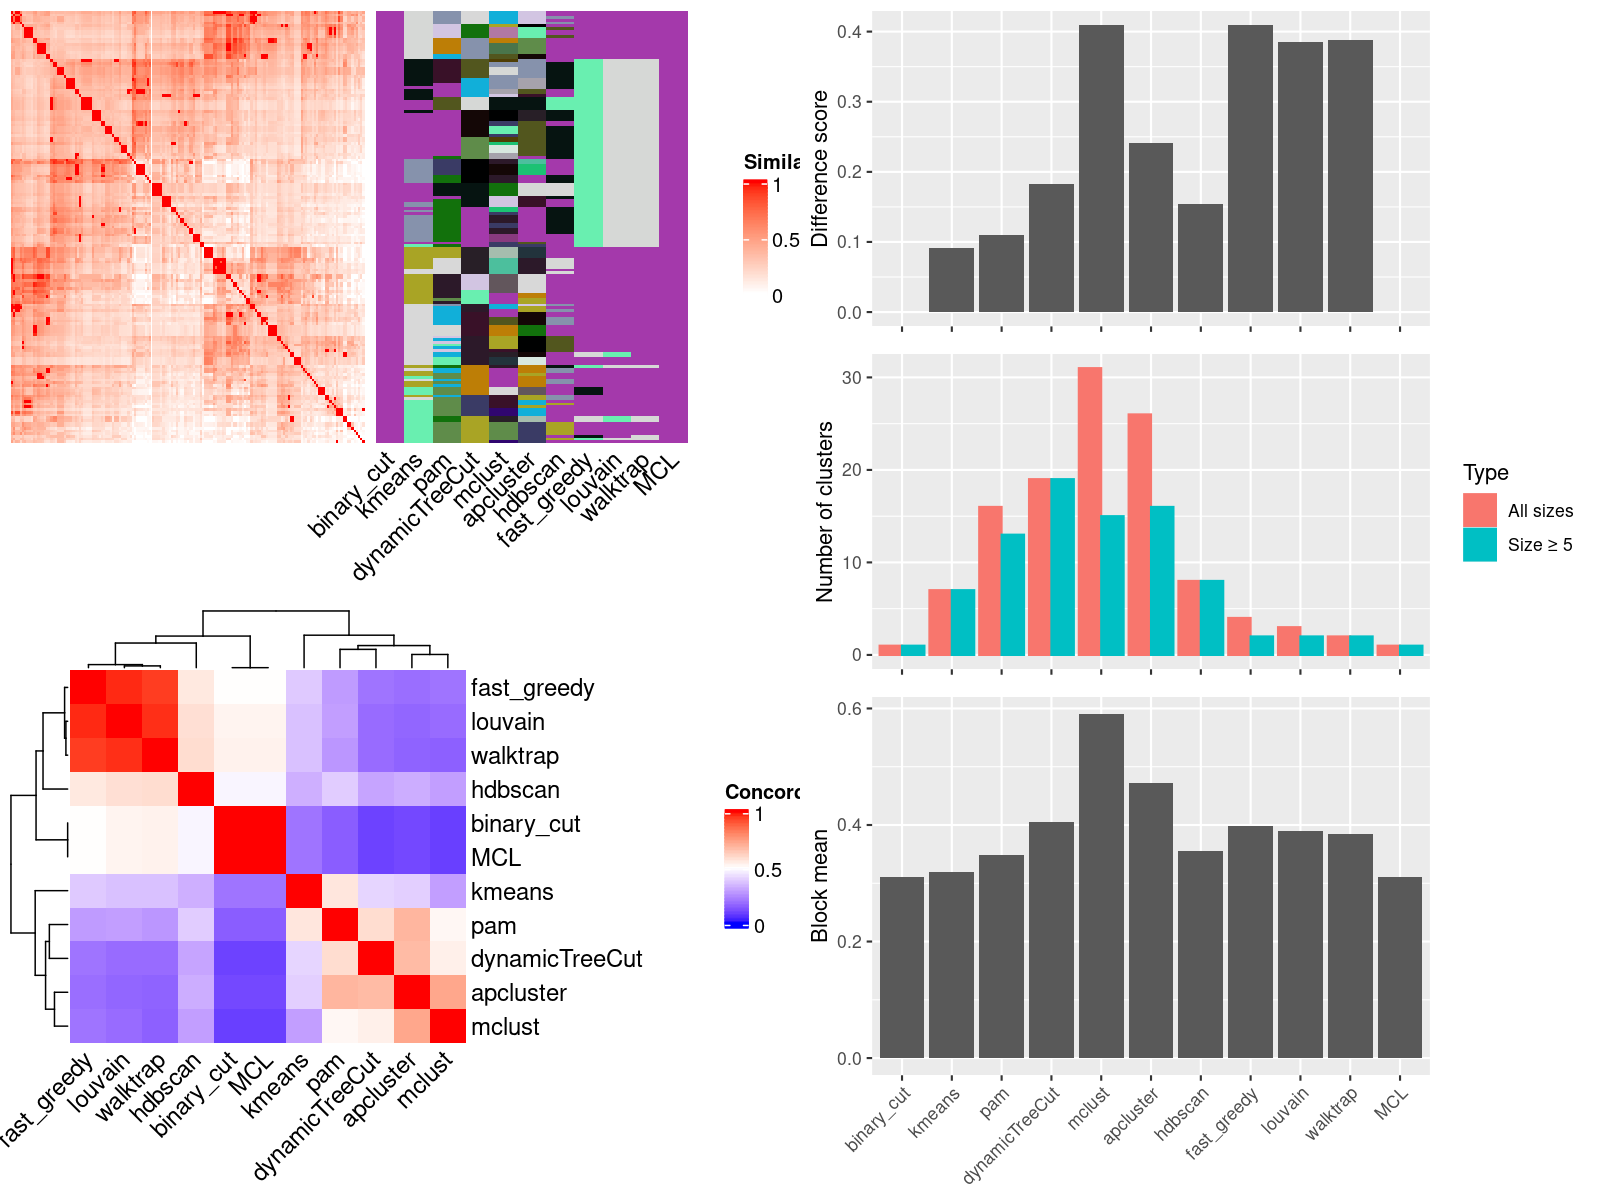 Simila
1
0.5
0
binary_cut
kmeans
pam
dynamicTreeCut
mclust
apcluster
hdbscan
fast_greedy
louvain
walktrap
MCL
fast_greedy
louvain
walktrap
hdbscan
binary_cut
MCL
kmeans
pam
dynamicTreeCut
apcluster
mclust
Concord
1
0.5
0
fast_greedy
louvain
walktrap
hdbscan
binary_cut
MCL
kmeans
pam
dynamicTreeCut
apcluster
mclust
Difference score
0.4
0.3
0.2
0.1
0.0
Number of clusters
30
20
10
0
Type
All sizes
Size ≥ 5
Block mean
0.6
0.4
0.2
0.0
binary_cut
kmeans
pam
dynamicTreeCut
mclust
apcluster
hdbscan
fast_greedy
louvain
walktrap
MCL